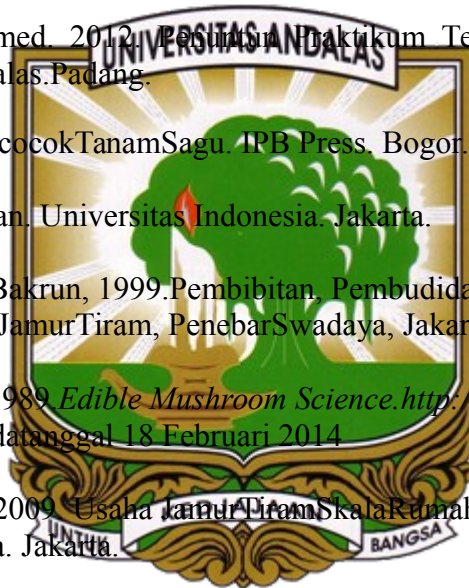 med. 2012. Penuntun Praktikum Te
UNIVERSITAS ANDALAS
alas.Padang.
cocokTanamSagu. IPB Press. Bogor.
an. Universitas Indonesia. Jakarta.
Bakrun, 1999.Pembibitan, Pembudida
JamurTiram, PenebarSwadaya, Jakar
989.Edible Mushroom Science.http:/
datanggal 18 Februari 2014
2009. Usaha JamurTiramSkalaRumah
UNTUK KEDJAJAAN BANGSA
a. Jakarta.